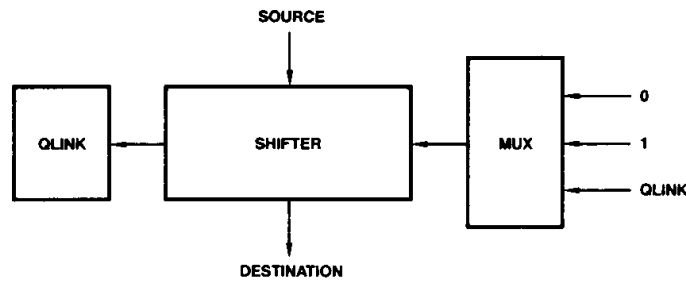 SOURCE
QLINK
SHIFTER
MUX
0
1
QLINK
DESTINATION